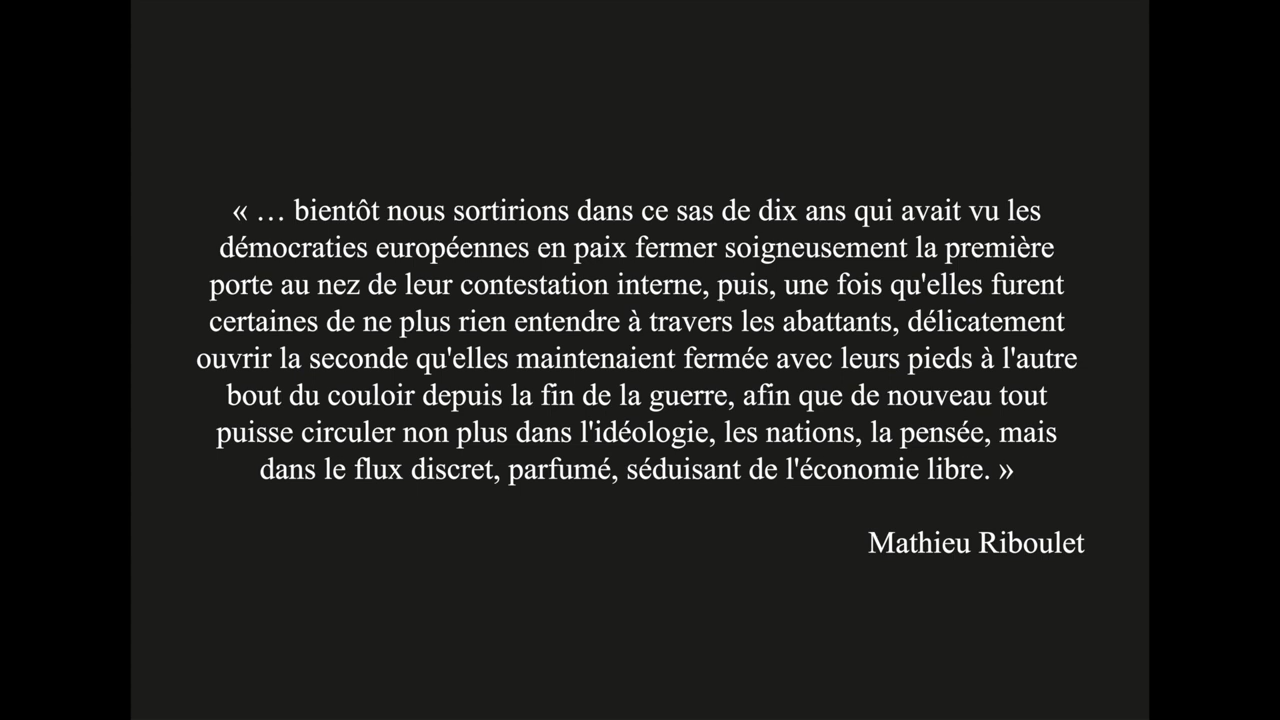 « … bientôt nous sortirions dans ce sas de dix ans qui avait vu les
démocraties européennes en paix fermer soigneusement la première
porte au nez de leur contestation interne, puis, une fois qu'elles furent
certaines de ne plus rien entendre à travers les abattants, délicatement
ouvrir la seconde qu'elles maintenaient fermée avec leurs pieds à l'autre
bout du couloir depuis la fin de la guerre, afin que de nouveau tout
puisse circuler non plus dans l'idéologie, les nations, la pensée, mais
dans le flux discret, parfumé, séduisant de l'économie libre. »
Mathieu Riboulet